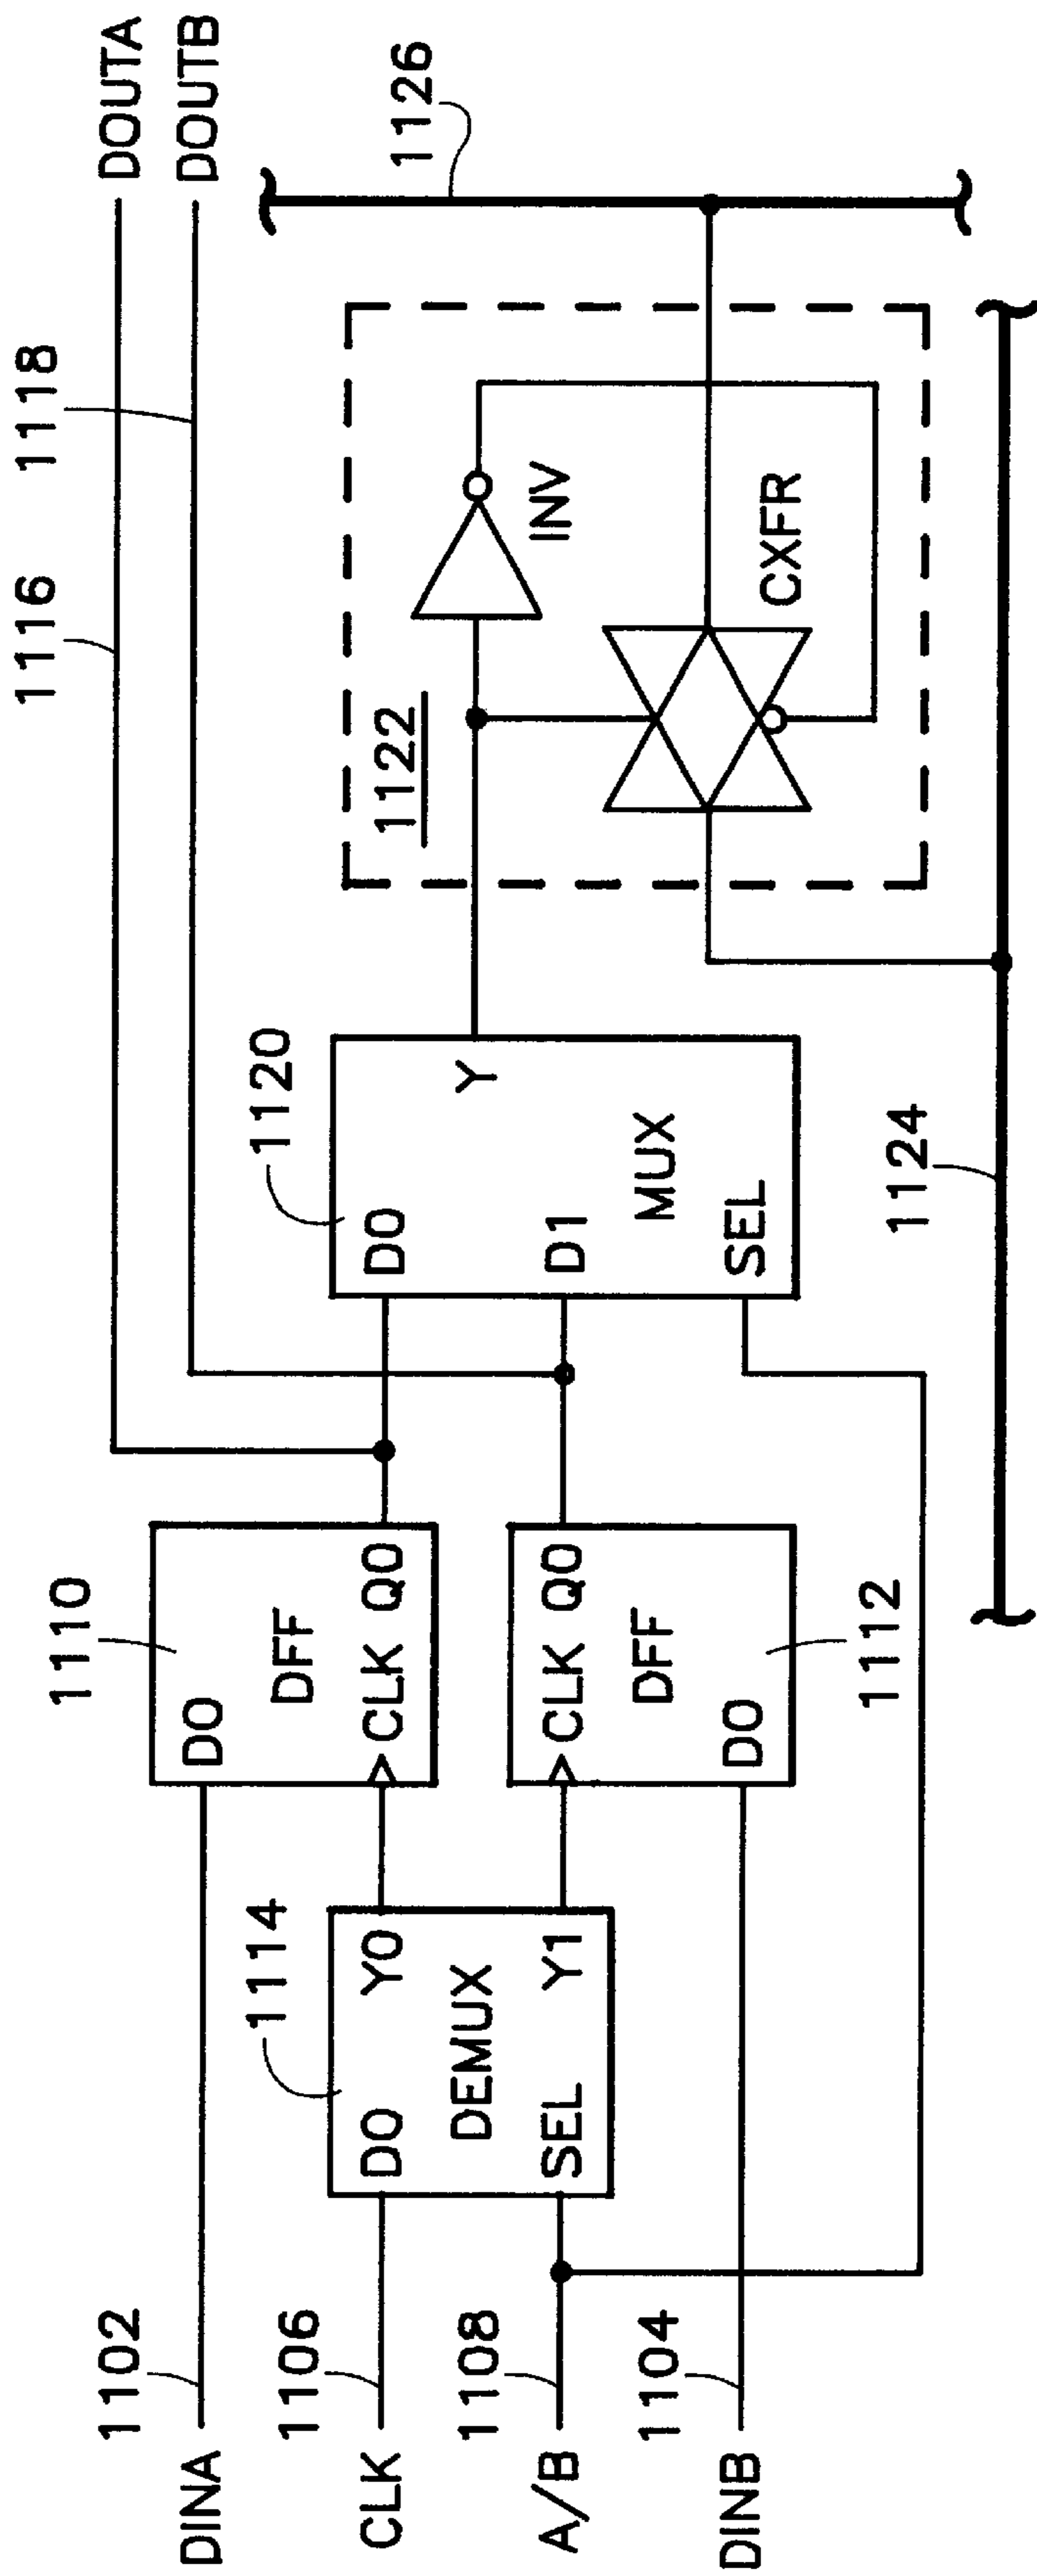 1116
1118
DOUTA
DOUTB
1126
1102
DINA
1106
CLK
1108
A/B
1104
DINB
1114
D0 Y0
DEMUX
SEL Y1
1110
D0
DFF
CLK Q0
CLK Q0
DFF
D0
1112
1120
D0
Y
D1
MUX
SEL
1122
INV
CXFR
1124